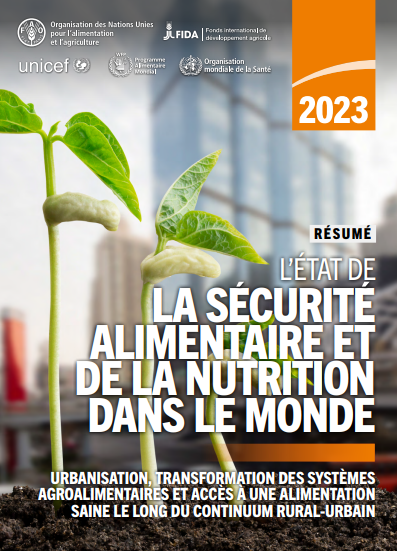 FAO
Organisation des Nations Unies
pour l'alimentation
et l'agriculture
FIDA
Fonds international de
développement agricole
unicef
WFP
Programme
Alimentaire
Mondial
Organisation
mondiale de la Santé
2023
RÉSUMÉ
L'ÉTAT DE
LA SÉCURITÉ
ALIMENTAIRE ET
DE LA NUTRITION
DANS LE MONDE
URBANISATION, TRANSFORMATION DES SYSTÈMES
AGROALIMENTAIRES ET ACCÈS À UNE ALIMENTATION
SAINE LE LONG DU CONTINUUM RURAL-URBAIN